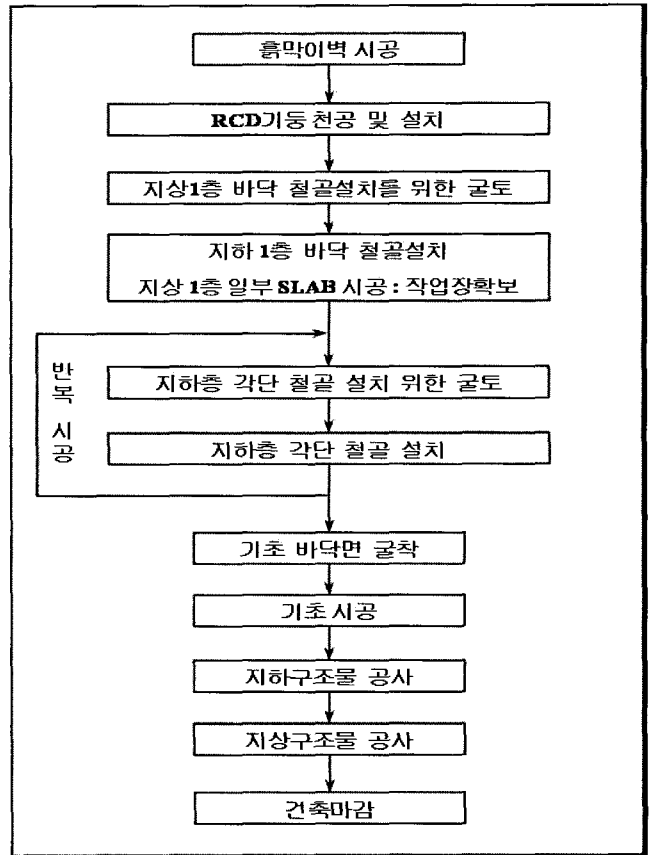 흙막이벽 시공
RCD기둥 천공 및 설치
지상1층 바닥 철골설치를 위한 굴토
지하 1층 바닥 철골설치
지상 1층 일부 SLAB 시공 : 작업장확보
반복 시공
지하층 각단 철골 설치 위한 굴토
지하층 각단 철골 설치
기초 바닥면 굴착
기초 시공
지하구조물 공사
지상구조물 공사
건축마감